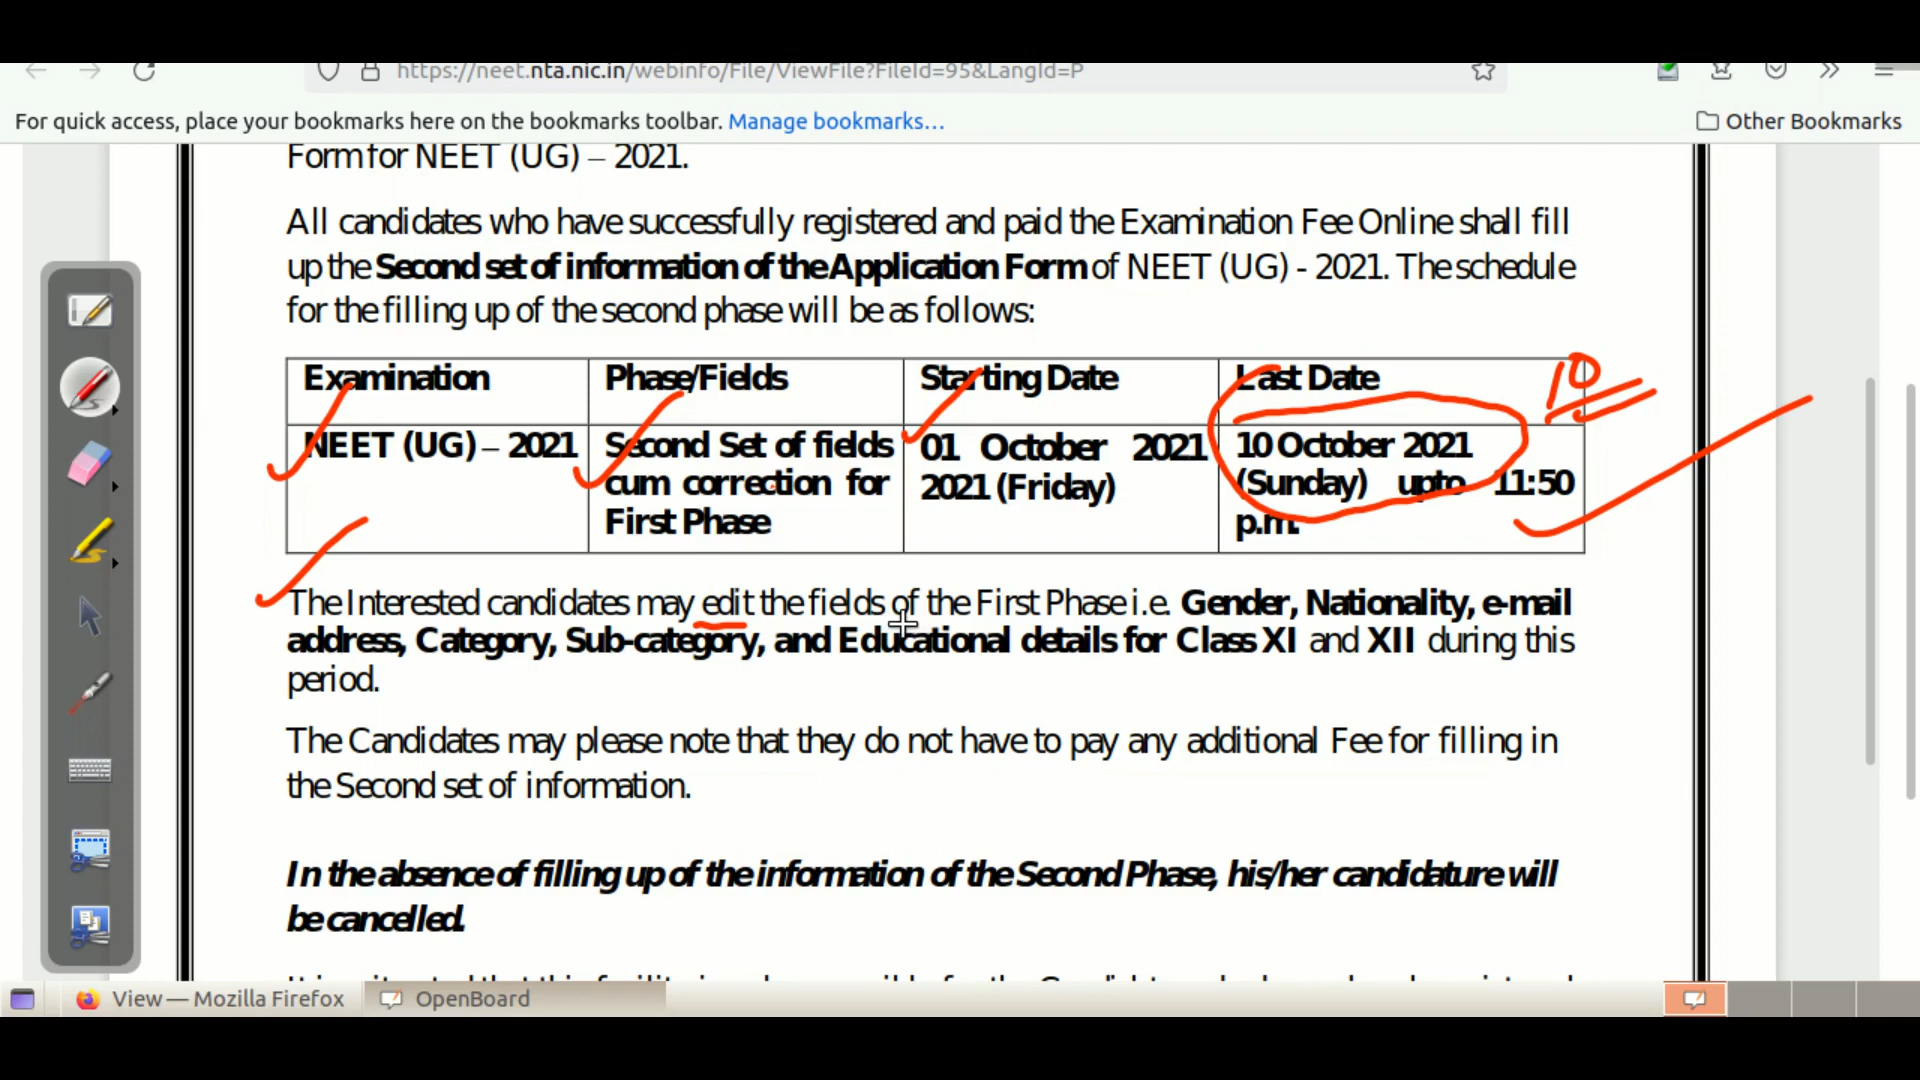 https://neet.nta.nic.in/webinfo/File/ViewFile?FileId=95&LangId=P
For quick access, place your bookmarks here on the bookmarks toolbar. Manage bookmarks...
Other Bookmarks
Form for NEET (UG) – 2021.
All candidates who have successfully registered and paid the Examination Fee Online shall fill
up the Second set of information of the Application Form of NEET (UG) - 2021. The schedule
for the filling up of the second phase will be as follows:
Examination Phase/Fields Starting Date Last Date
10
NEET (UG) – 2021 Second Set of fields 01 October 2021 10 October 2021
cum correction for 2021 (Friday) (Sunday) upto 11:50
First Phase p.m.
The Interested candidates may edit the fields of the First Phase i.e. Gender, Nationality, e-mail
address, Category, Sub-category, and Educational details for Class XI and XII during this
period.
The Candidates may please note that they do not have to pay any additional Fee for filling in
the Second set of information.
In the absence of filling up of the information of the Second Phase, his/her candidature will
be cancelled.
View — Mozilla Firefox
OpenBoard